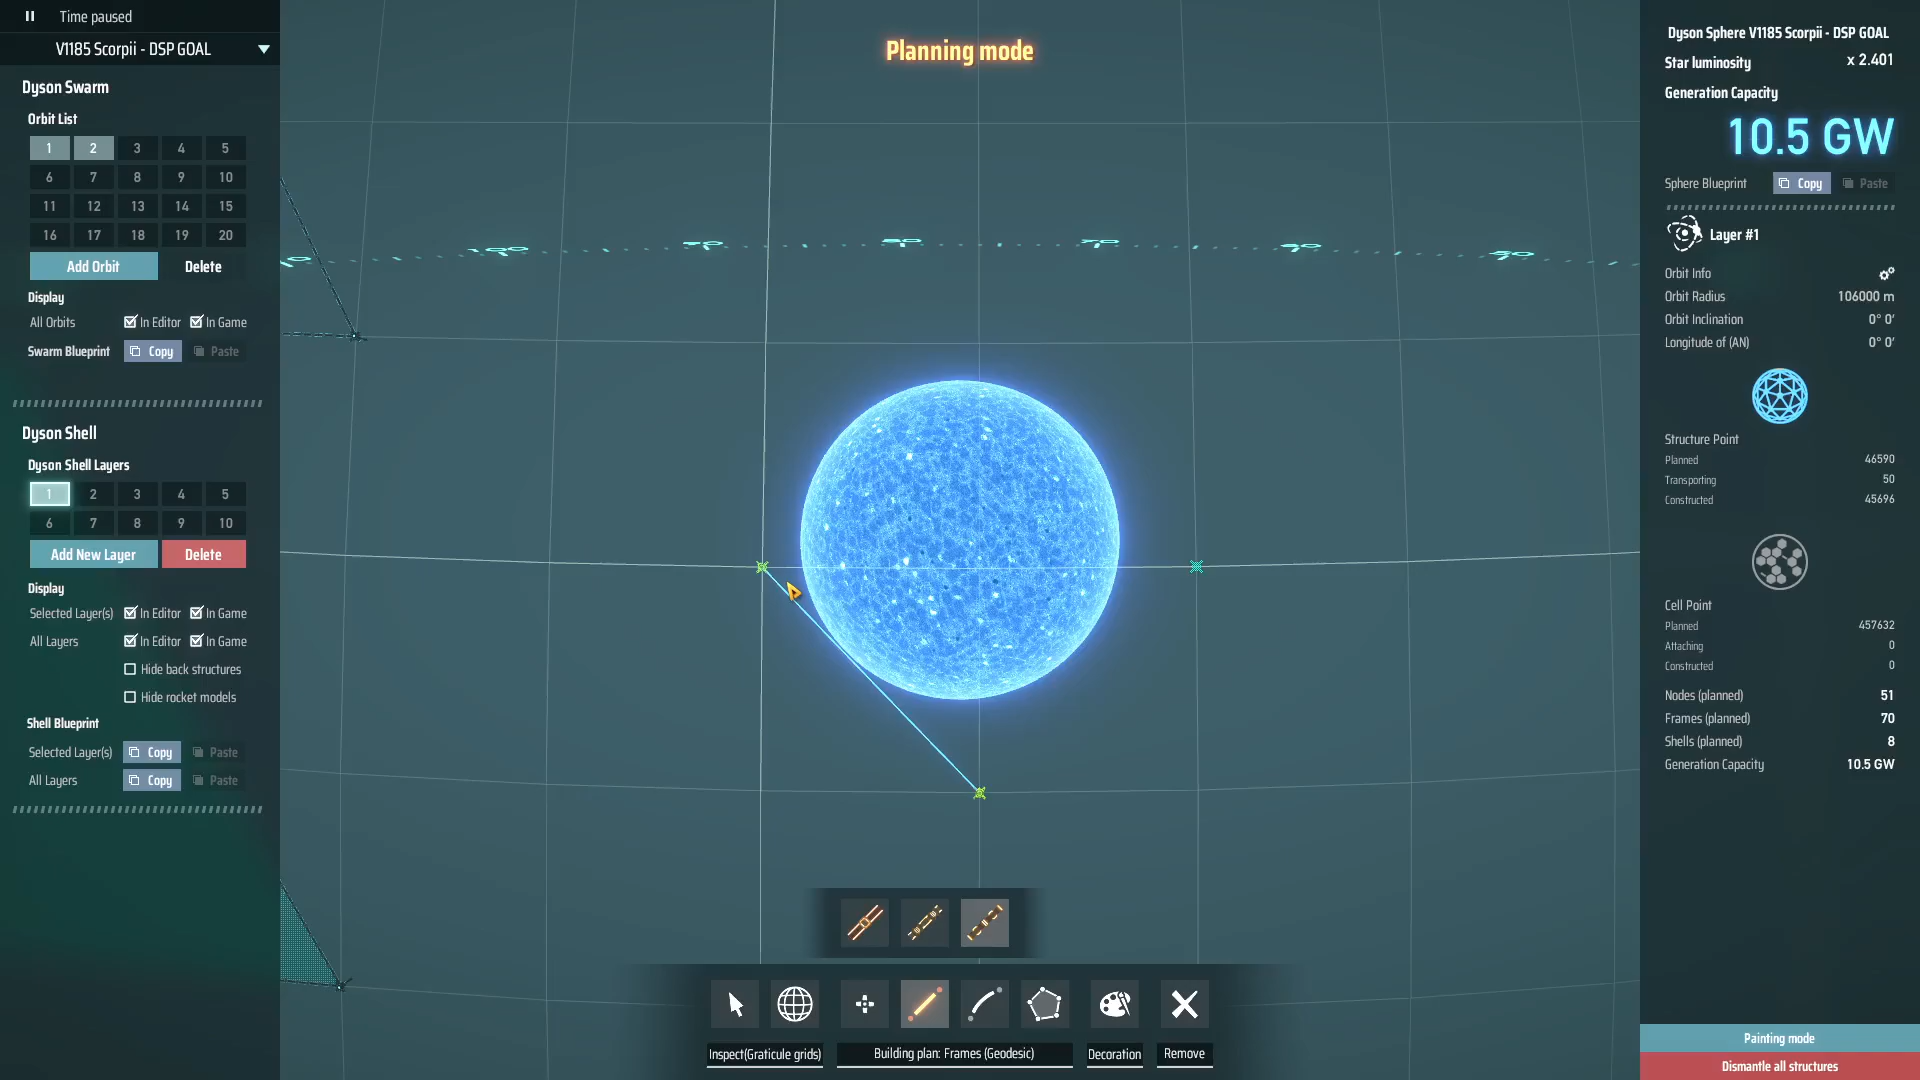 Time paused
V1185 Scorpii - DSP GOAL
Dyson Swarm
Orbit List
1 2 3 4 5
6 7 8 9 10
11 12 13 14 15
16 17 18 19 20
Add Orbit Delete
Display
All Orbits In Editor In Game
Swarm Blueprint Copy Paste
Dyson Shell
Dyson Shell Layers
1 2 3 4 5
6 7 8 9 10
Add New Layer Delete
Display
Selected Layer(s) In Editor In Game
All Layers In Editor In Game
Hide back structures
Hide rocket models
Shell Blueprint
Selected Layer(s) Copy Paste
All Layers Copy Paste
Planning mode
Inspect(Graticule grids)
Building plan: Frames (Geodesic)
Decoration
Remove
Dyson Sphere V1185 Scorpii - DSP GOAL
Star luminosity x 2.401
Generation Capacity
10.5 GW
Sphere Blueprint Copy Paste
Layer #1
Orbit Info
Orbit Radius 106000 m
Orbit Inclination 0° 0′
Longitude of (AN) 0° 0′
Structure Point
Planned 46590
Transporting 50
Constructed 45696
Cell Point
Planned 457632
Attaching 0
Constructed 0
Nodes (planned) 51
Frames (planned) 70
Shells (planned) 8
Generation Capacity 10.5 GW
Painting mode
Dismantle all structures